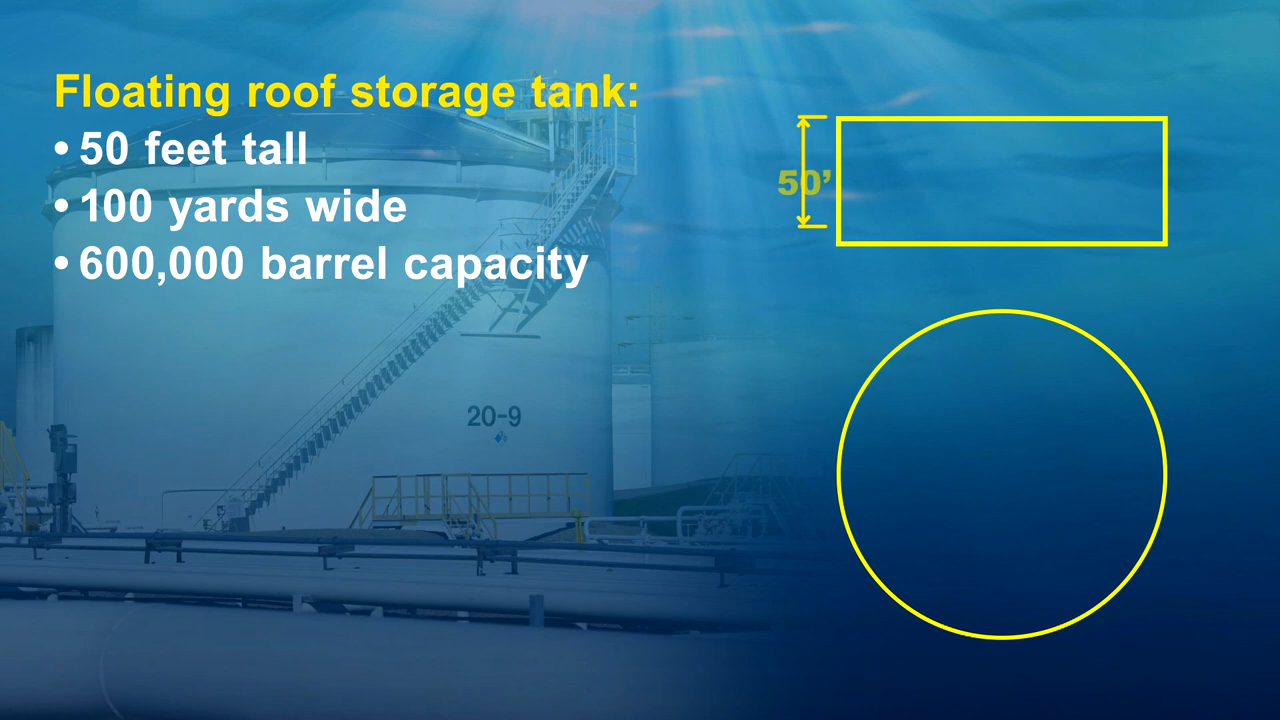 Floating roof storage tank:
• 50 feet tall
• 100 yards wide
• 600,000 barrel capacity
50’
20-9